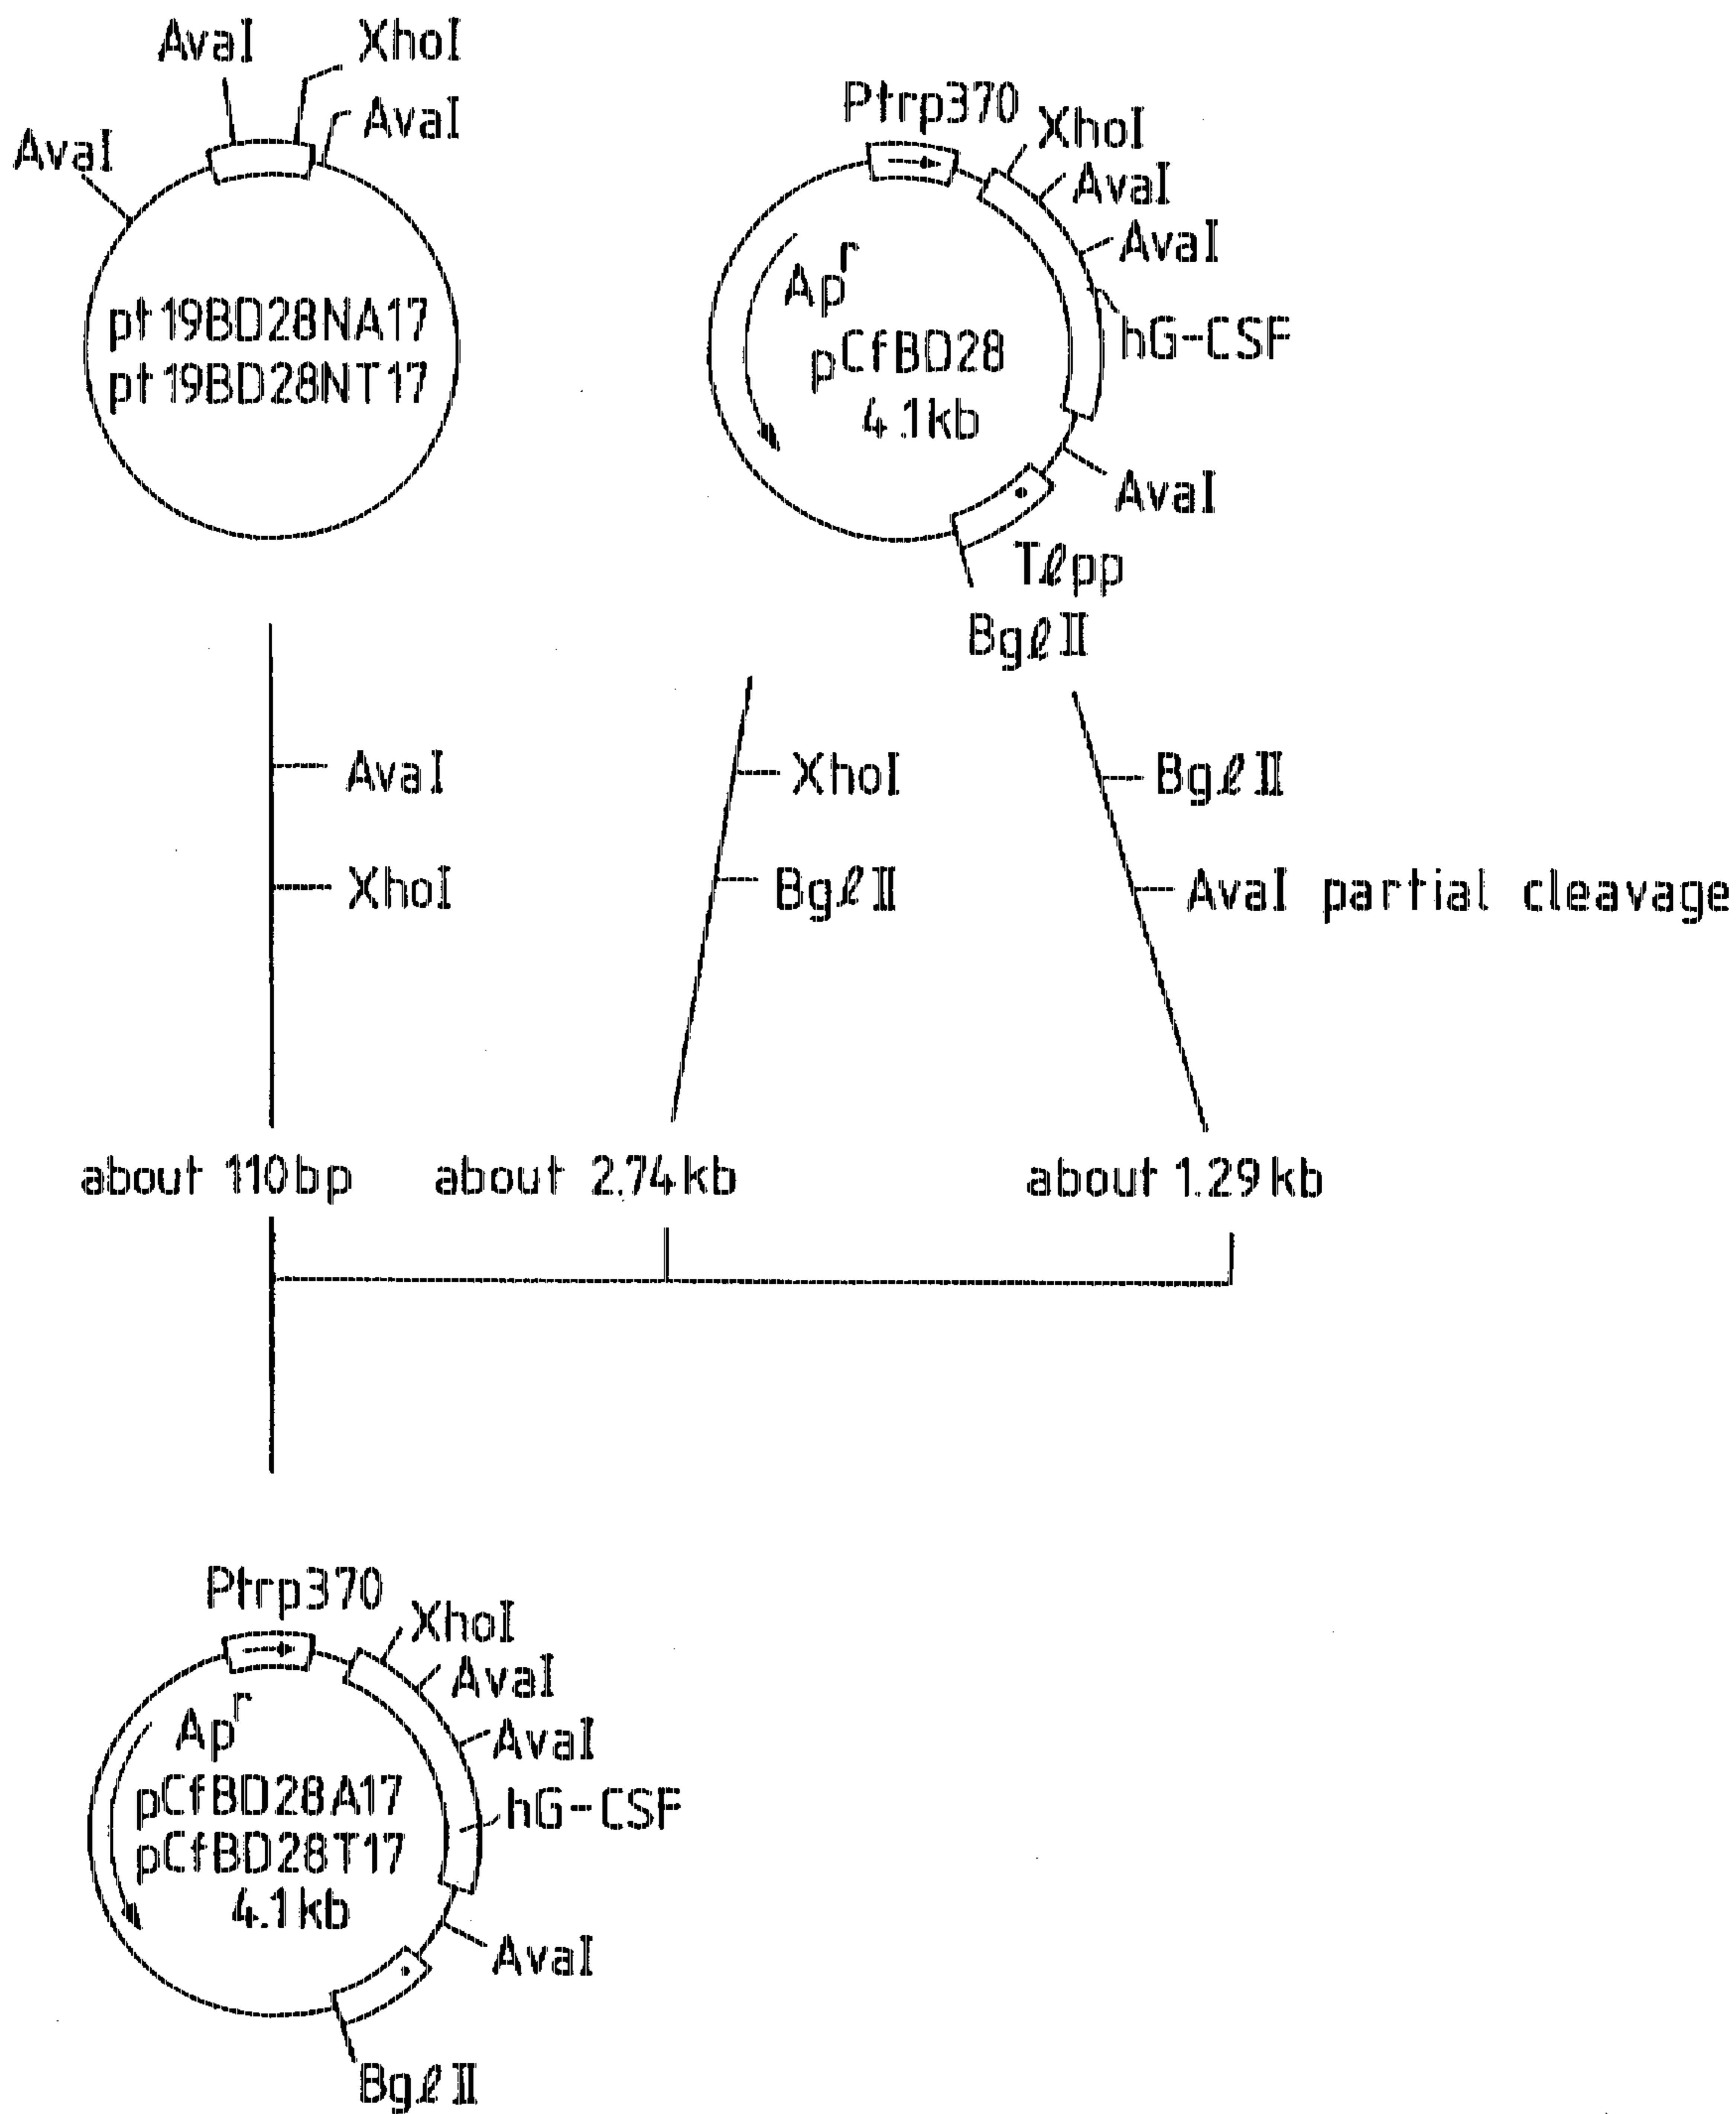 AvaI
XhoI
AvaI
AvaI
pt19BD28NA17
pt19BD28NT17
Ptrp370
XhoI
AvaI
AvaI
hG-CSF
Apʳ
pCfBD28
4.1kb
AvaI
Tℓpp
BgℓII
AvaI
XhoI
XhoI
BgℓII
BgℓII
AvaI partial cleavage
about 110bp
about 2.74kb
about 1.29kb
Ptrp370
XhoI
AvaI
AvaI
hG-CSF
Apʳ
pCfBD28A17
pCfBD28T17
4.1kb
AvaI
BgℓII